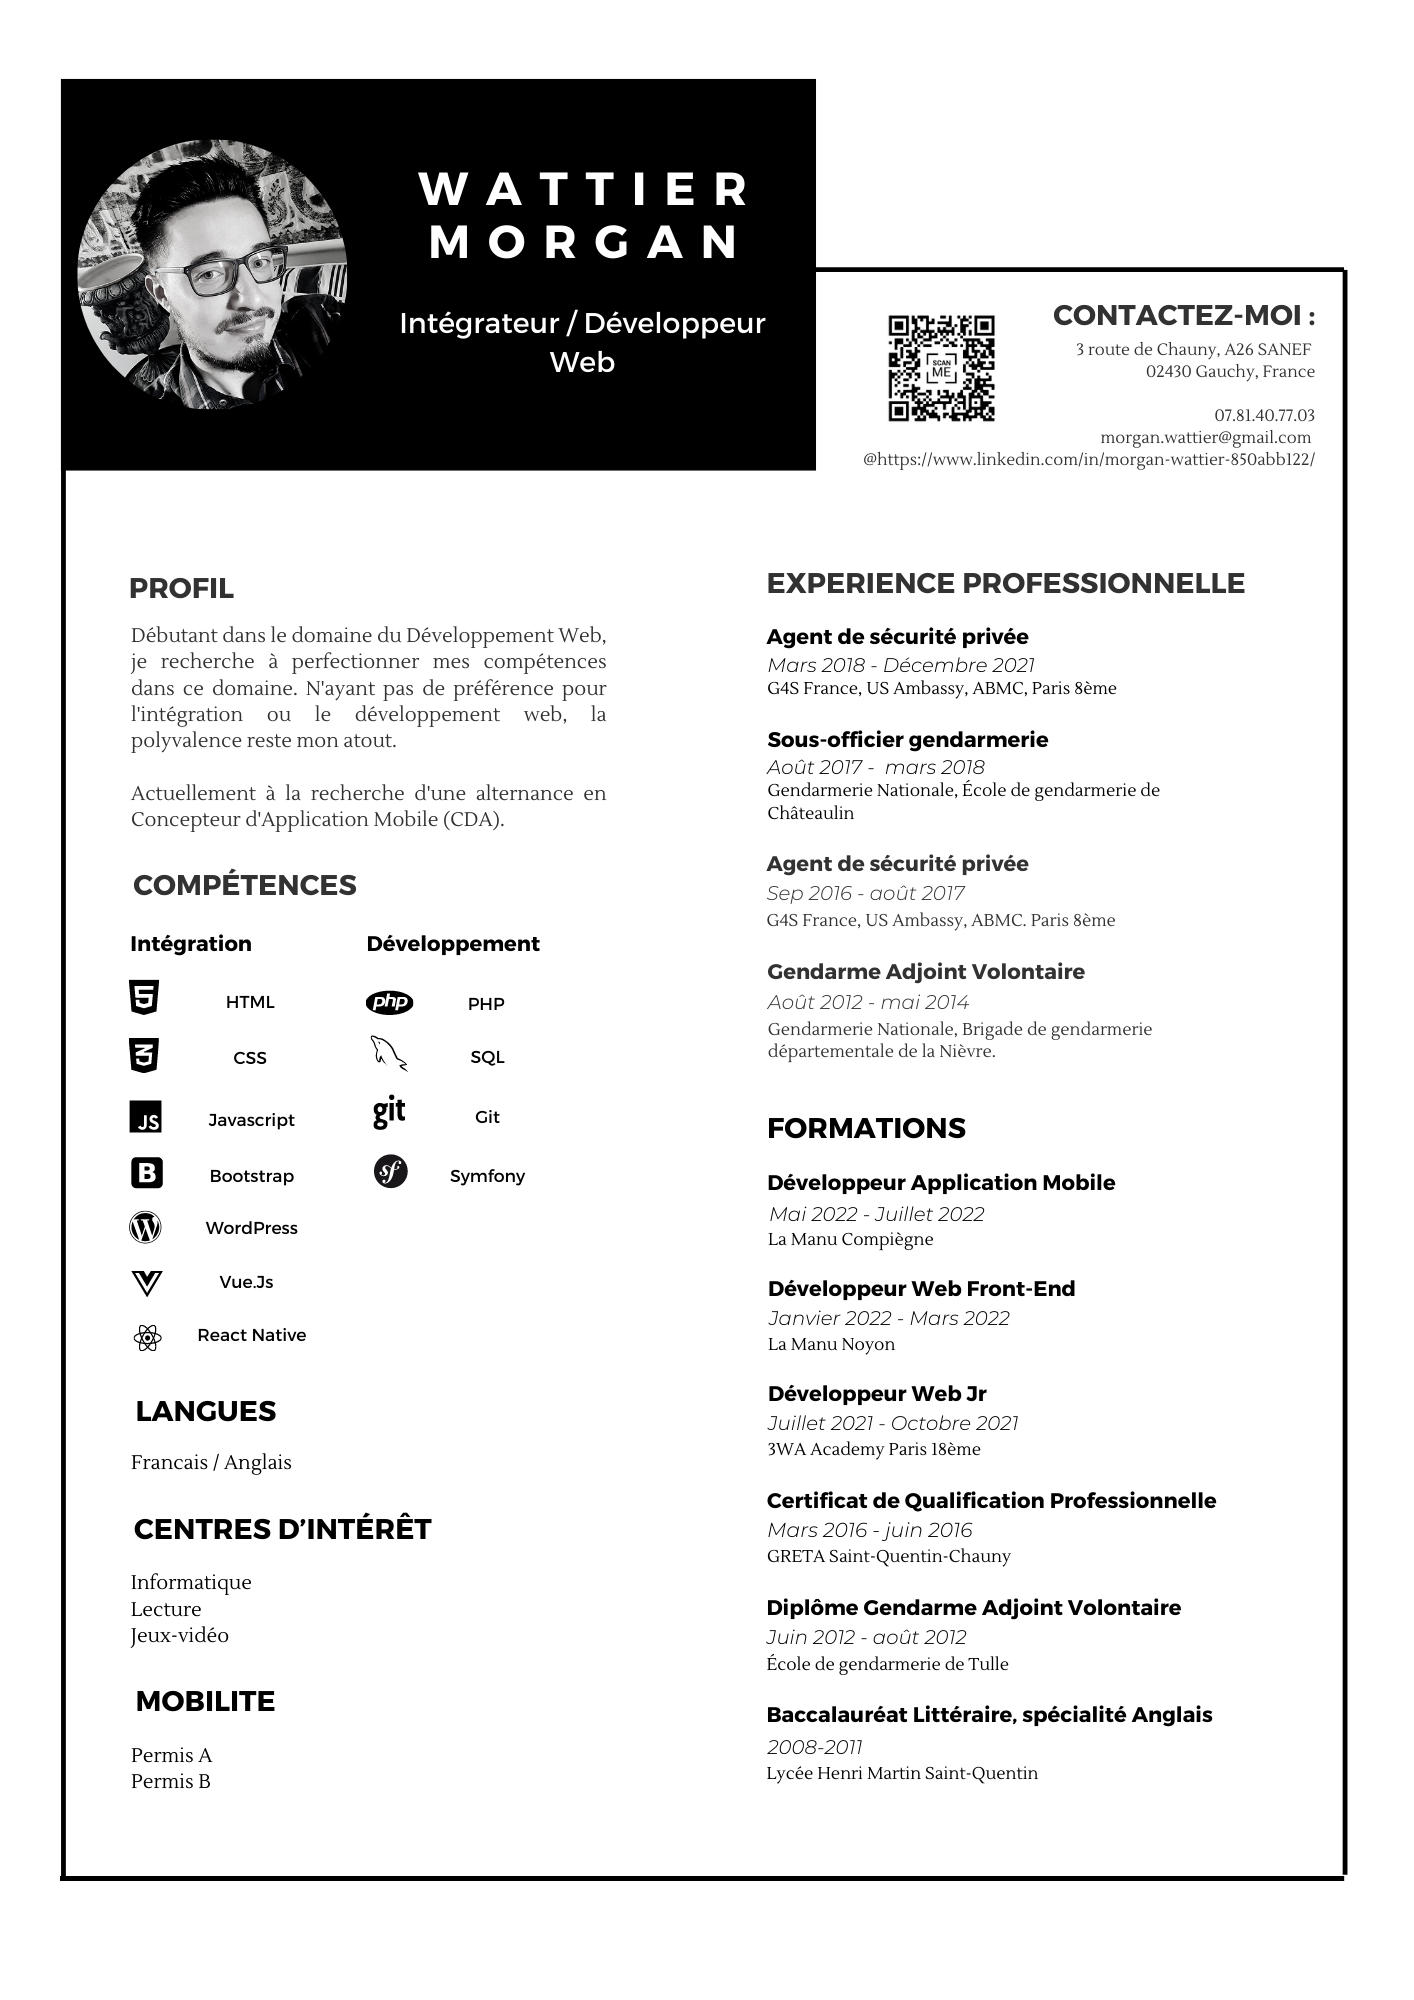 WATTIER
MORGAN
Intégrateur / Développeur
Web
SCAN
ME
CONTACTEZ-MOI :
3 route de Chauny, A26 SANEF
02430 Gauchy, France
07.81.40.77.03
morgan.wattier@gmail.com
@https://www.linkedin.com/in/morgan-wattier-850abb122/
PROFIL
Débutant dans le domaine du Développement Web,
je recherche à perfectionner mes compétences
dans ce domaine. N'ayant pas de préférence pour
l'intégration ou le développement web, la
polyvalence reste mon atout.
Actuellement à la recherche d'une alternance en
Concepteur d'Application Mobile (CDA).
COMPÉTENCES
Intégration
HTML
CSS
JS
Javascript
B
Bootstrap
WordPress
Vue.Js
React Native
Développement
php
PHP
SQL
git
Git
sf
Symfony
LANGUES
Francais / Anglais
CENTRES D'INTÉRÊT
Informatique
Lecture
Jeux-vidéo
MOBILITE
Permis A
Permis B
EXPERIENCE PROFESSIONNELLE
Agent de sécurité privée
Mars 2018 - Décembre 2021
G4S France, US Ambassy, ABMC, Paris 8ème
Sous-officier gendarmerie
Août 2017 - mars 2018
Gendarmerie Nationale, École de gendarmerie de
Châteaulin
Agent de sécurité privée
Sep 2016 - août 2017
G4S France, US Ambassy, ABMC. Paris 8ème
Gendarme Adjoint Volontaire
Août 2012 - mai 2014
Gendarmerie Nationale, Brigade de gendarmerie
départementale de la Nièvre.
FORMATIONS
Développeur Application Mobile
Mai 2022 - Juillet 2022
La Manu Compiègne
Développeur Web Front-End
Janvier 2022 - Mars 2022
La Manu Noyon
Développeur Web Jr
Juillet 2021 - Octobre 2021
3WA Academy Paris 18ème
Certificat de Qualification Professionnelle
Mars 2016 - juin 2016
GRETA Saint-Quentin-Chauny
Diplôme Gendarme Adjoint Volontaire
Juin 2012 - août 2012
École de gendarmerie de Tulle
Baccalauréat Littéraire, spécialité Anglais
2008-2011
Lycée Henri Martin Saint-Quentin